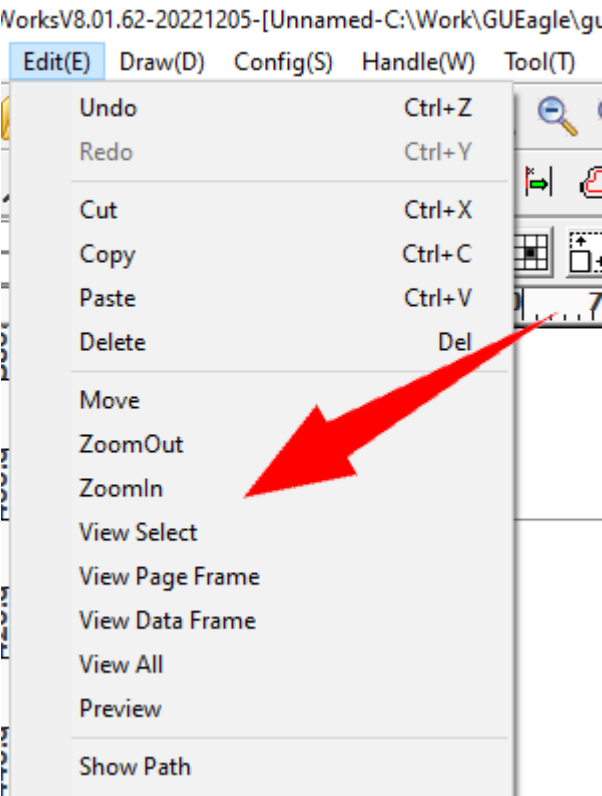 WorksV8.01.62-20221205-[Unnamed-C:\Work\GUEagle\gu
Edit(E) Draw(D) Config(S) Handle(W) Tool(T)
Undo Ctrl+Z
Redo Ctrl+Y
Cut Ctrl+X
Copy Ctrl+C
Paste Ctrl+V
Delete Del
Move
ZoomOut
ZoomIn
View Select
View Page Frame
View Data Frame
View All
Preview
Show Path